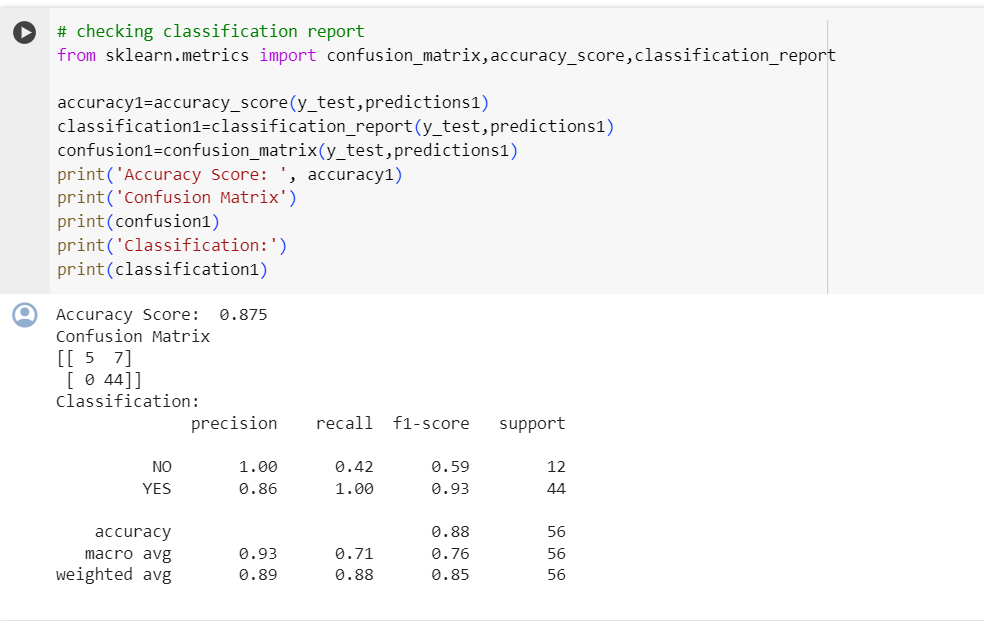 # checking classification report
from sklearn.metrics import confusion_matrix,accuracy_score,classification_report
accuracy1=accuracy_score(y_test,predictions1)
classification1=classification_report(y_test,predictions1)
confusion1=confusion_matrix(y_test,predictions1)
print('Accuracy Score: ', accuracy1)
print('Confusion Matrix')
print(confusion1)
print('Classification:')
print(classification1)
Accuracy Score:  0.875
Confusion Matrix
[[ 5  7]
 [ 0 44]]
Classification:
              precision    recall  f1-score   support
          NO       1.00      0.42      0.59        12
         YES       0.86      1.00      0.93        44
    accuracy                           0.88        56
   macro avg       0.93      0.71      0.76        56
weighted avg       0.89      0.88      0.85        56